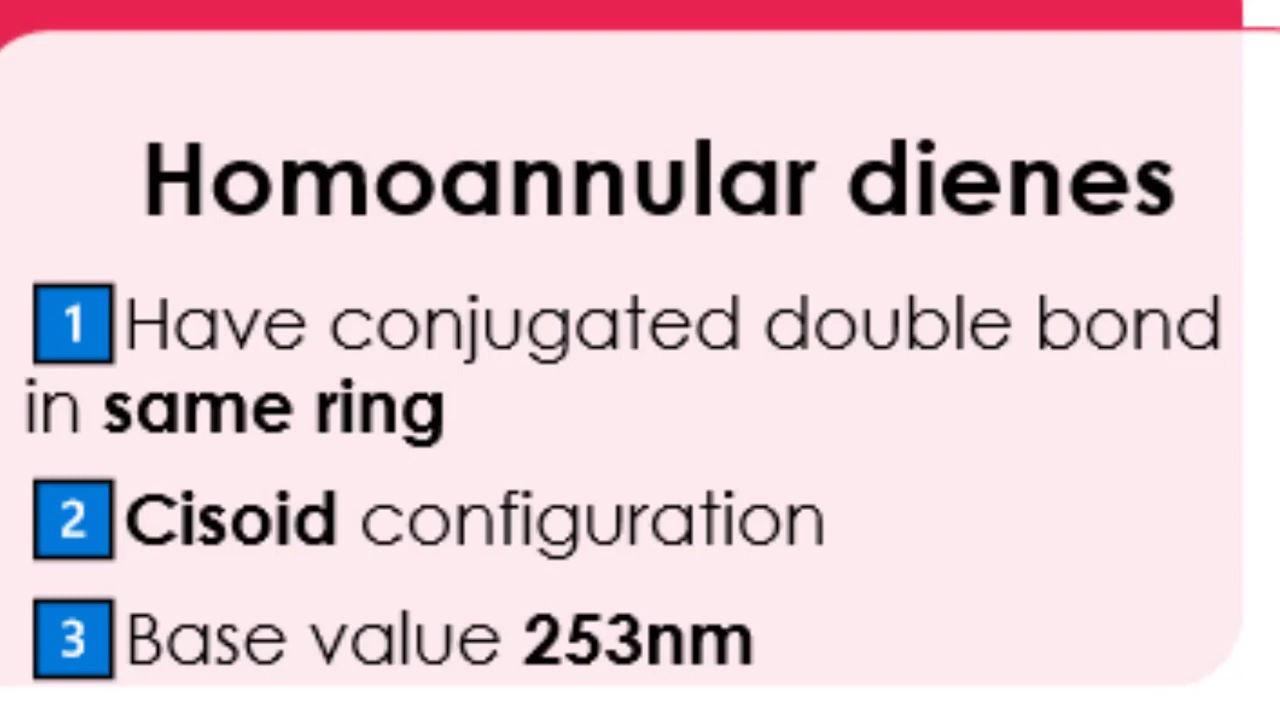 Homoannular dienes
1 Have conjugated double bond
in same ring
2 Cisoid configuration
3 Base value 253nm